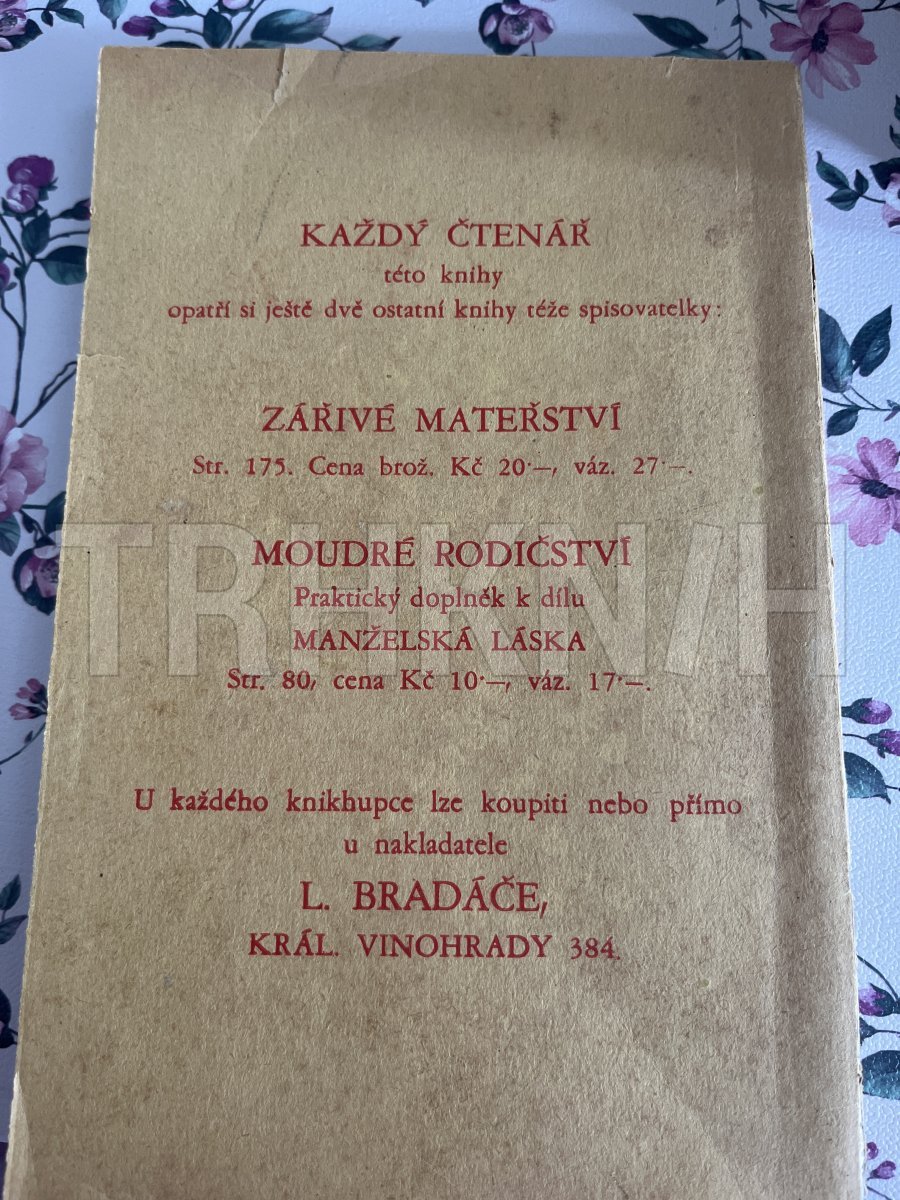 KAŽDÝ ČTENÁŘ
této knihy
opatří si ještě dvě ostatní knihy téže spisovatelky:
ZÁŘIVÉ MATEŘSTVÍ
Str. 175. Cena brož. Kč 20·—, váz. 27·—.
MOUDRÉ RODIČSTVÍ
Praktický doplněk k dílu
MANŽELSKÁ LÁSKA
Str. 80, cena Kč 10·—, váz. 17·—.
U každého knikhupce lze koupiti nebo přímo
u nakladatele
L. BRADÁČE,
KRÁL. VINOHRADY 384.